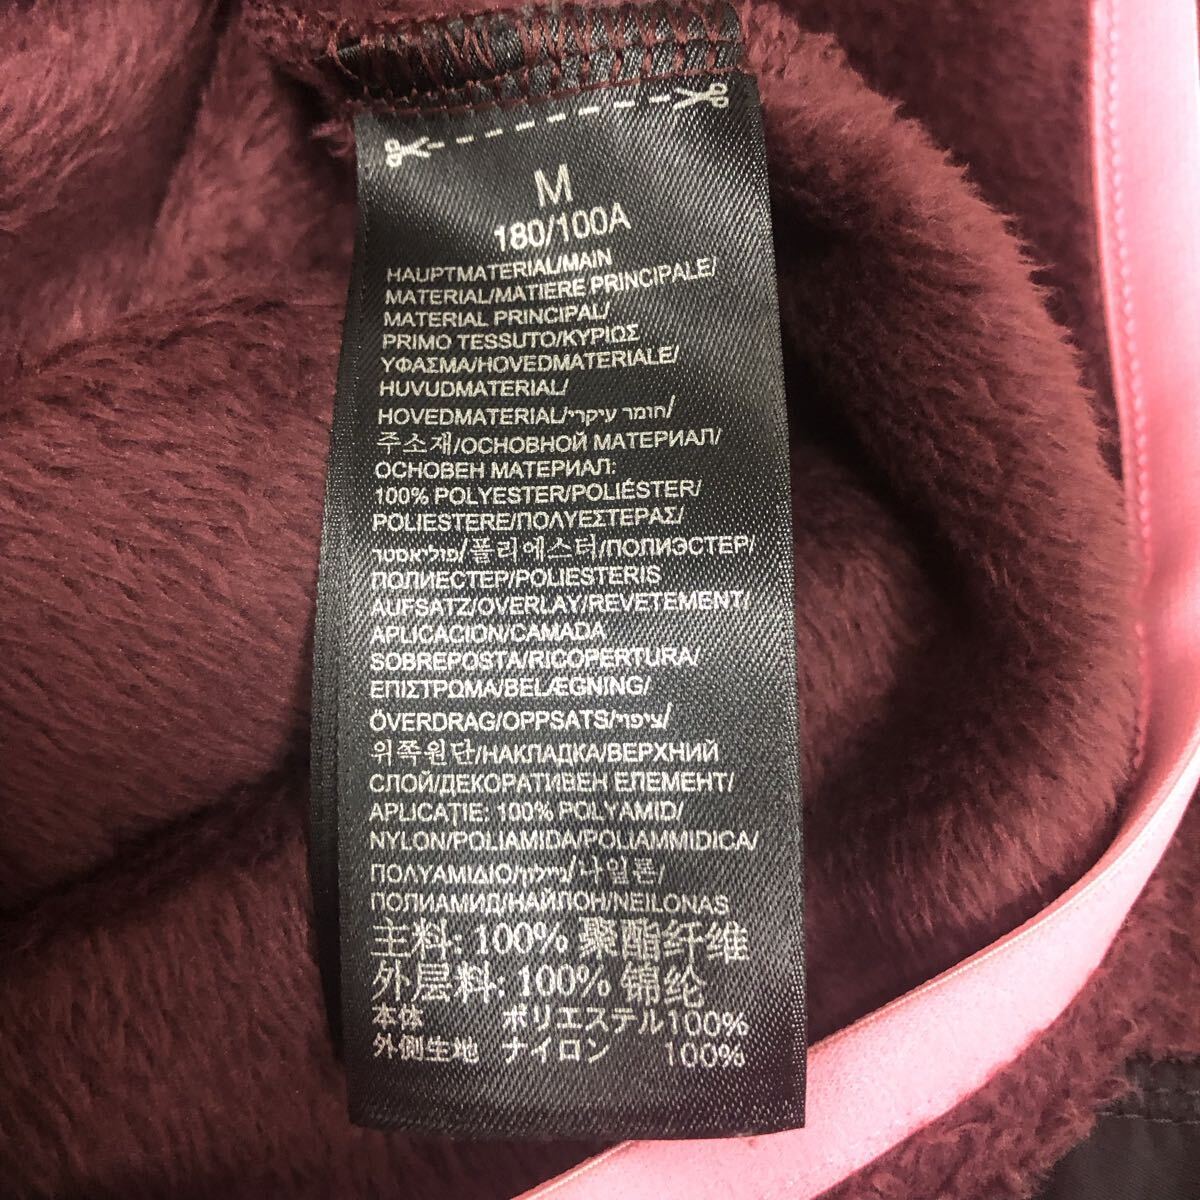 M
180/100A
HAUPTMATERIAL/MAIN
MATERIAL/MATIERE PRINCIPALE/
MATERIAL PRINCIPAL/
PRIMO TESSUTO/ΚΥΡΙΩΣ
ΥΦΑΣΜΑ/HOVEDMATERIALE/
HUVUDMATERIAL/
HOVEDMATERIAL/חומר עיקרי/
주소재/ОСНОВНОЙ МАТЕРИАЛ/
ОСНОВЕН МАТЕРИАЛ:
100% POLYESTER/POLIÉSTER/
POLIESTERE/ΠΟΛΥΕΣΤΕΡΑΣ/
פוליאסטר/폴리에스터/ПОЛИЭСТЕР/
ПОЛИЕСТЕР/POLIESTERIS
AUFSATZ/OVERLAY/REVETEMENT/
APLICACION/CAMADA
SOBREPOSTA/RICOPERTURA/
ΕΠΙΣΤΡΩΜΑ/BELÆGNING/
ÖVERDRAG/OPPSATS/ציפוי/
위쪽원단/НАКЛАДКА/ВЕРХНИЙ
СЛОЙ/ДЕКОРАТИВЕН ЕЛЕМЕНТ/
APLICAȚIE: 100% POLYAMID/
NYLON/POLIAMIDA/POLIAMMIDICA/
ΠΟΛΥΑΜΙΔΙΟ/ניילון/나일론/
ПОЛИАМИД/НАЙЛОН/NEILONAS
主料: 100% 聚酯纤维
外层料: 100% 锦纶
本体 ポリエステル100%
外側生地 ナイロン 100%